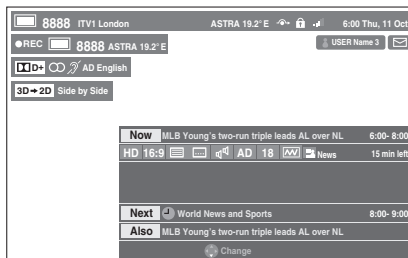 8888 ITV1 London ASTRA 19.2° E 6:00 Thu, 11 Oct
REC 8888 ASTRA 19.2° E USER Name 3
D+ AD English
3D➔2D Side by Side
Now MLB Young's two-run triple leads AL over NL 6:00- 8:00
HD 16:9 AD 18 News 15 min left
Next World News and Sports 8:00- 9:00
Also MLB Young's two-run triple leads AL over NL
Change